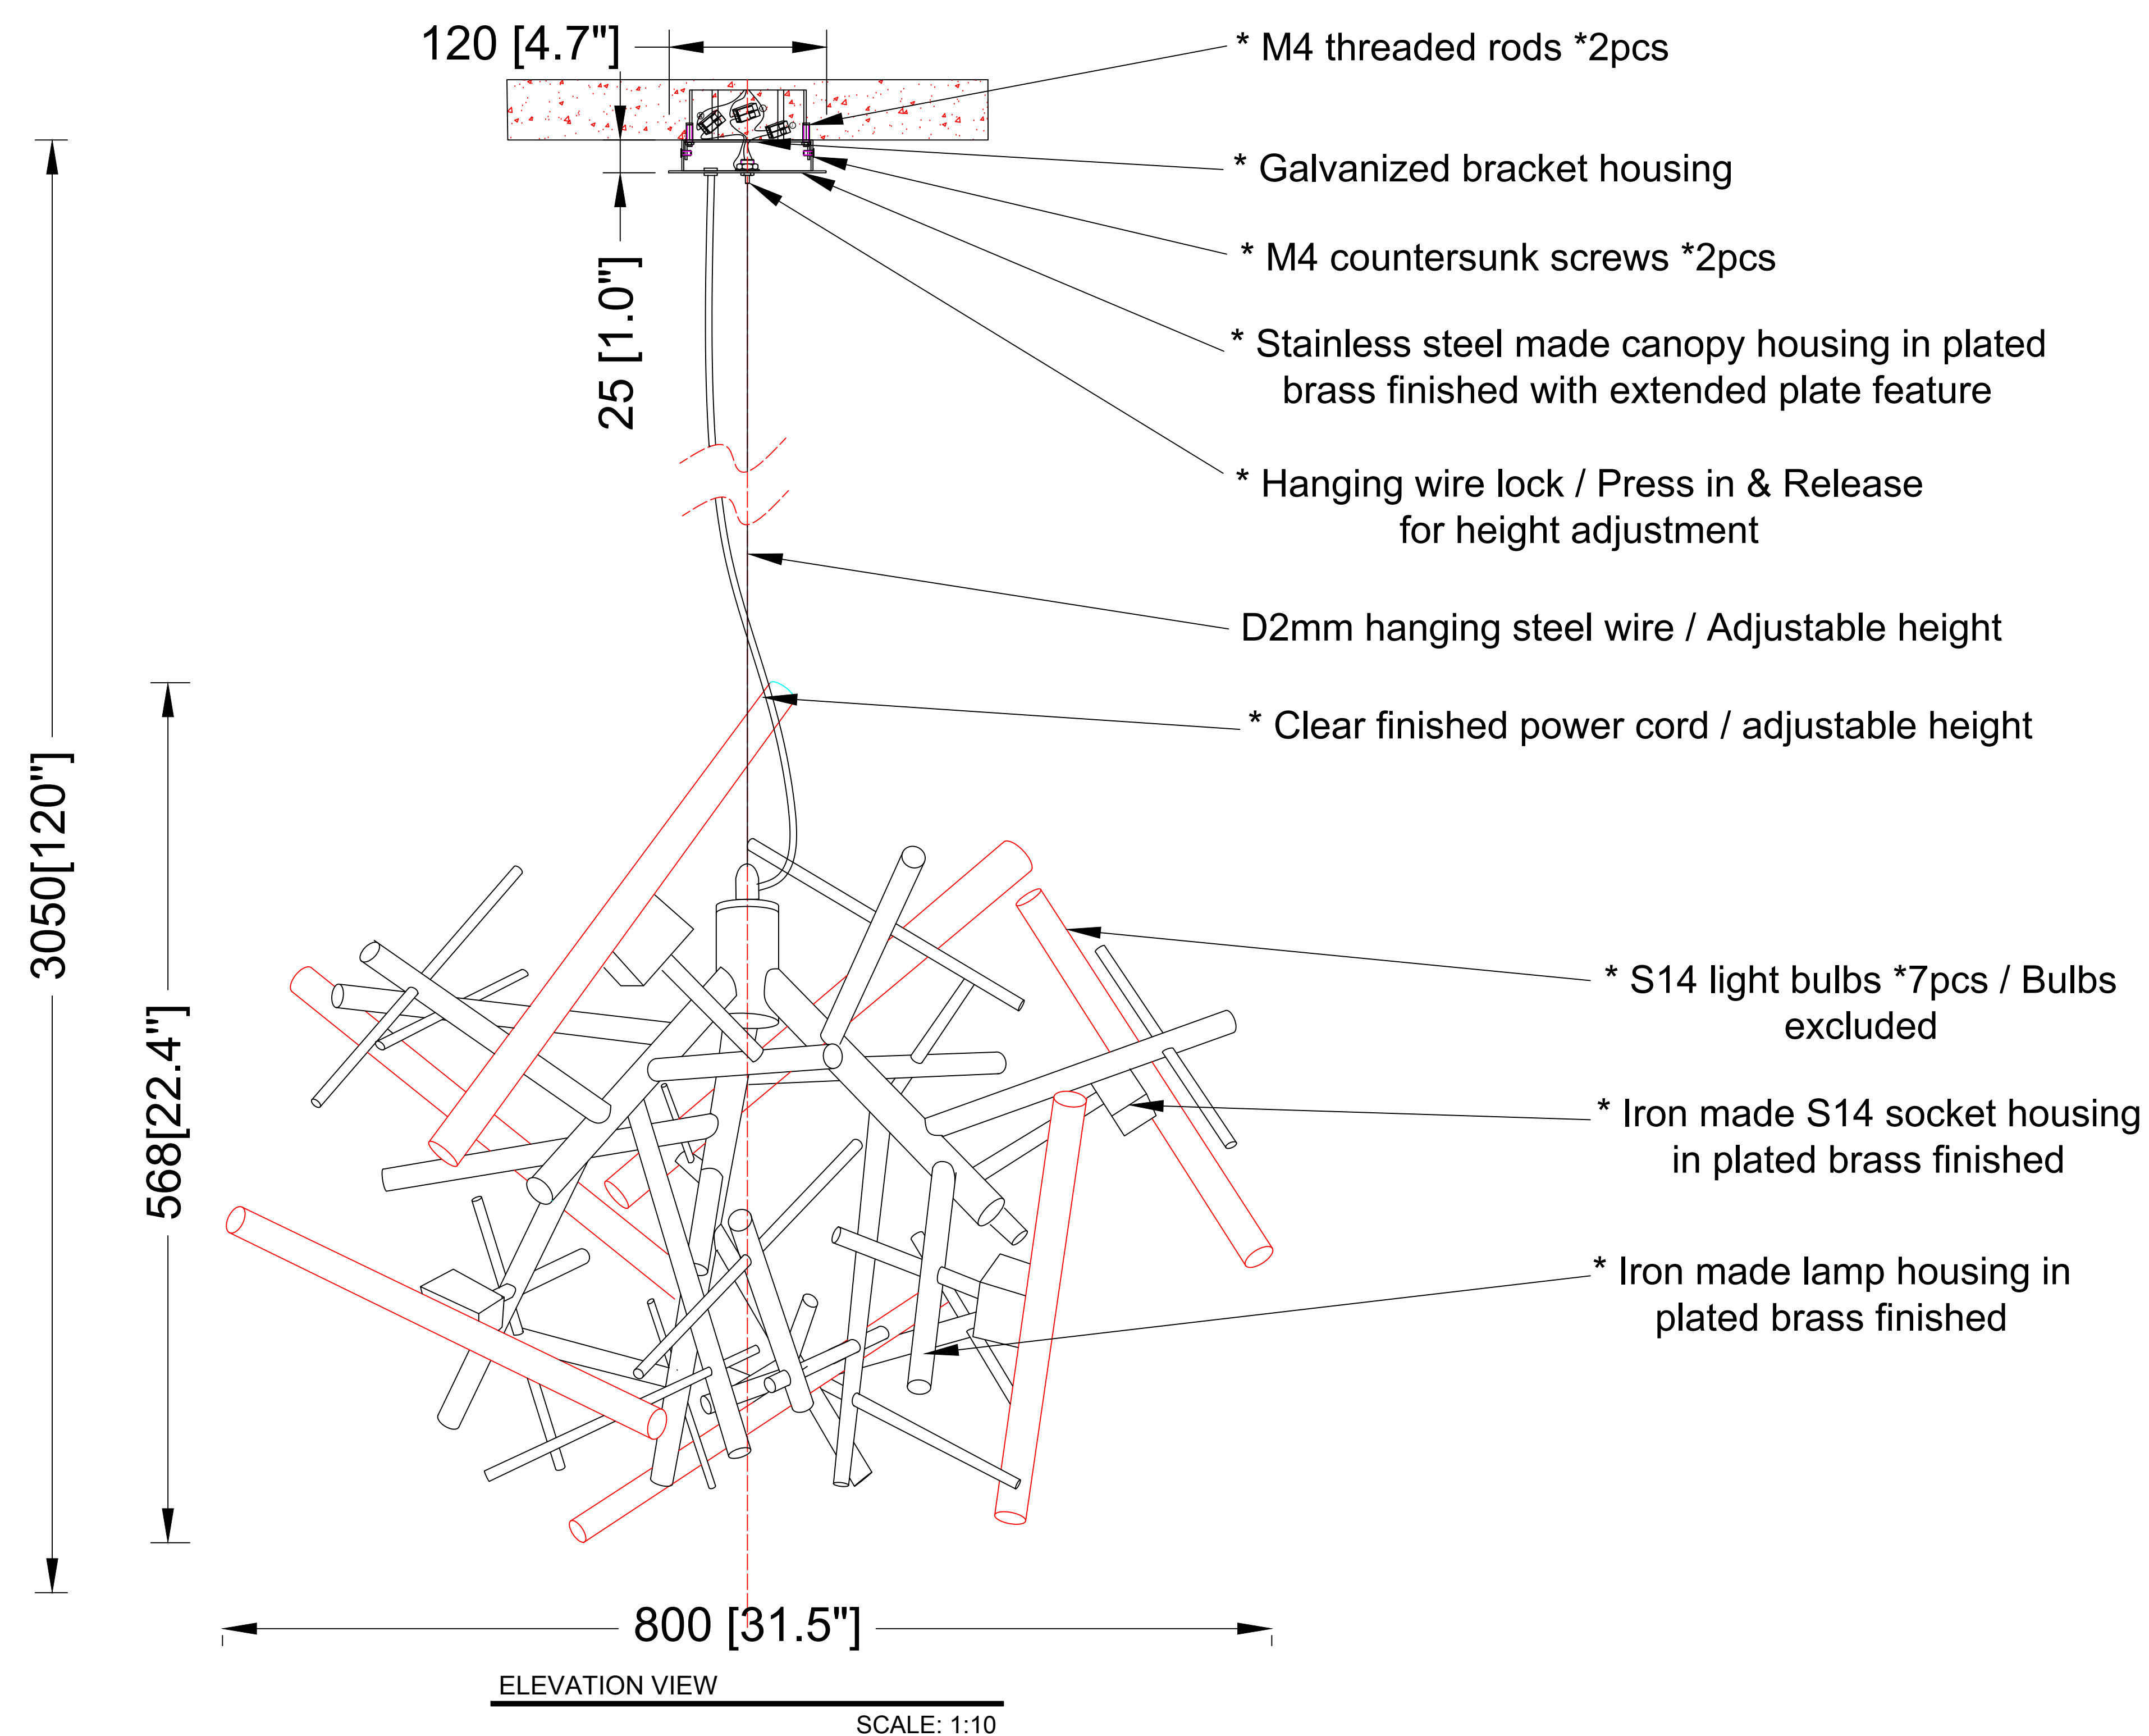 120 [4.7"]
* M4 threaded rods *2pcs
* Galvanized bracket housing
* M4 countersunk screws *2pcs
25 [1.0"]
* Stainless steel made canopy housing in plated
brass finished with extended plate feature
* Hanging wire lock / Press in & Release
for height adjustment
D2mm hanging steel wire / Adjustable height
* Clear finished power cord / adjustable height
3050[120"]
568[22.4"]
* S14 light bulbs *7pcs / Bulbs
excluded
* Iron made S14 socket housing
in plated brass finished
* Iron made lamp housing in
plated brass finished
800 [31.5"]
ELEVATION VIEW
SCALE: 1:10